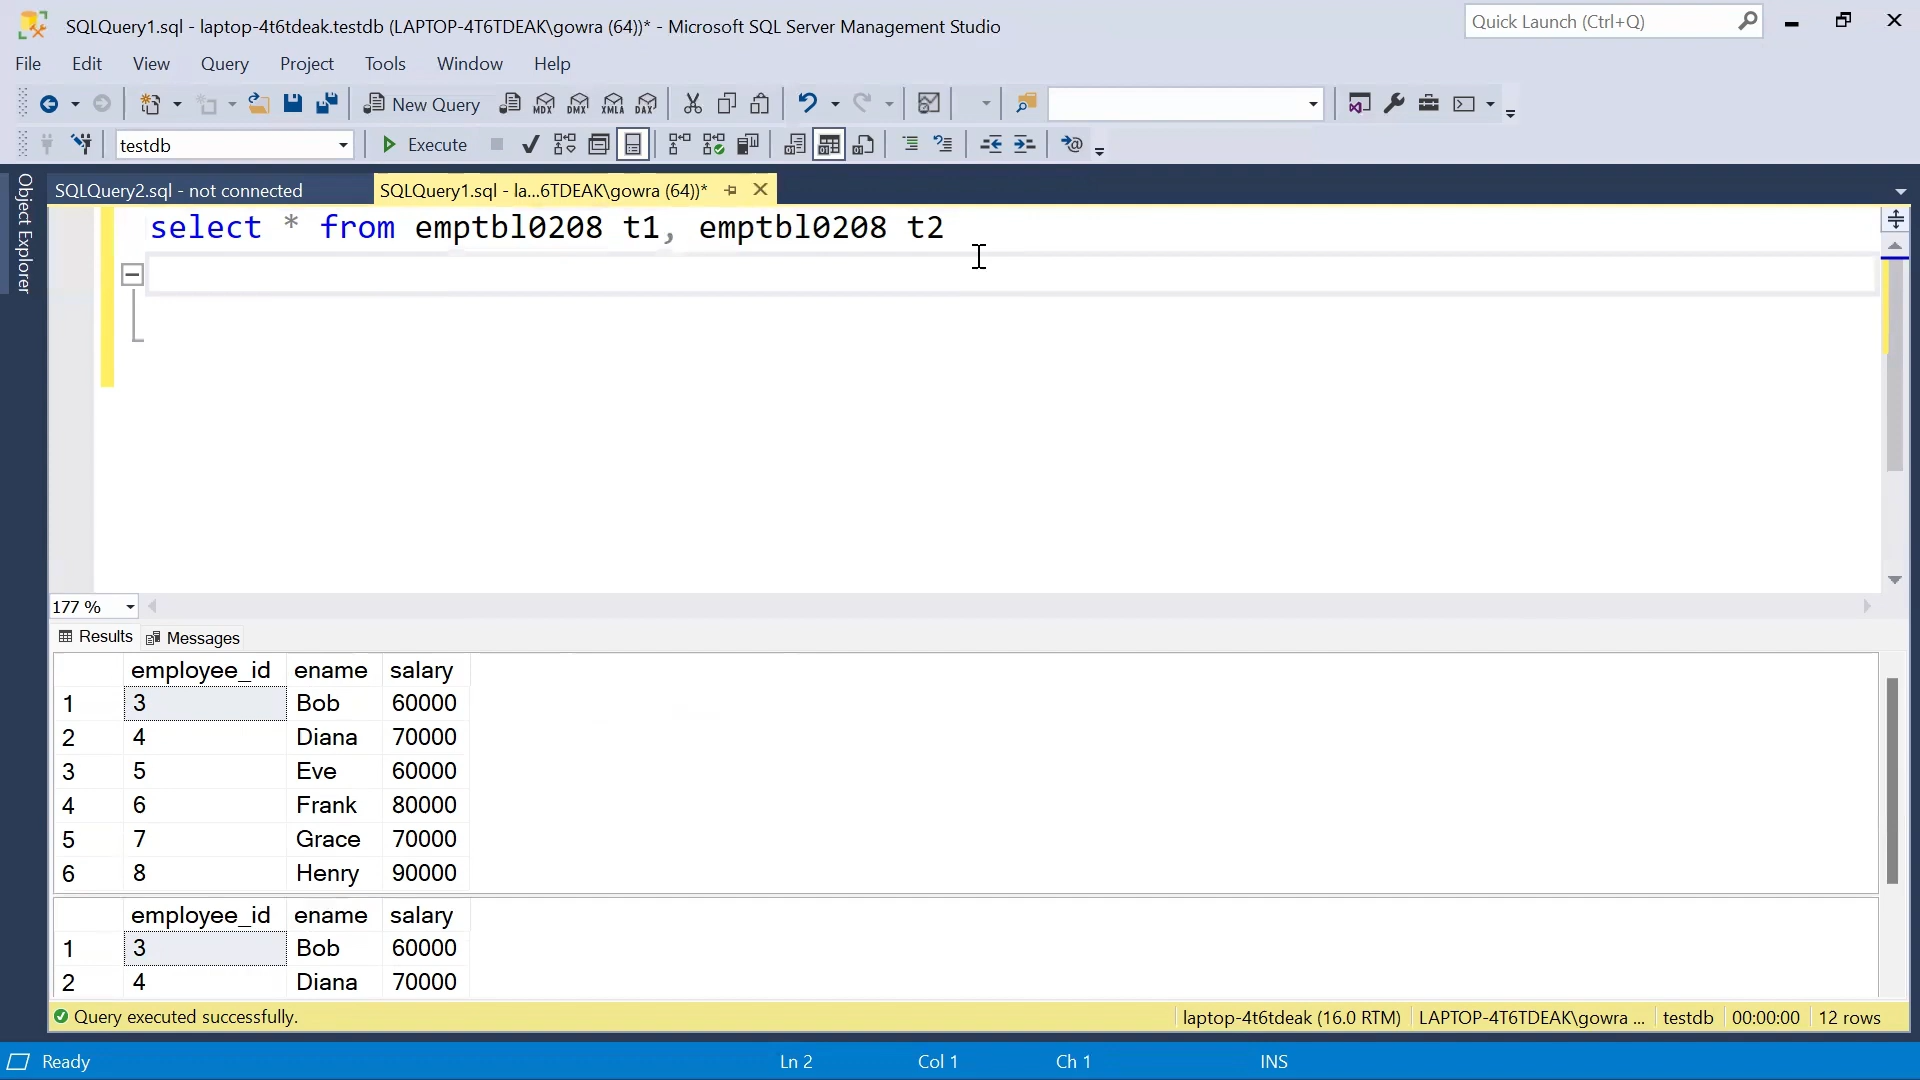 SQLQuery1.sql - laptop-4t6tdeak.testdb (LAPTOP-4T6TDEAK\gowra (64))* - Microsoft SQL Server Management Studio
Quick Launch (Ctrl+Q)
File Edit View Query Project Tools Window Help
New Query MDX DMX XMLA DAX
testdb Execute
Object Explorer
SQLQuery2.sql - not connected
SQLQuery1.sql - la...6TDEAK\gowra (64))*
select * from emptbl0208 t1, emptbl0208 t2
177 %
Results Messages
employee_id ename salary
1 3 Bob 60000
2 4 Diana 70000
3 5 Eve 60000
4 6 Frank 80000
5 7 Grace 70000
6 8 Henry 90000
employee_id ename salary
1 3 Bob 60000
2 4 Diana 70000
Query executed successfully.
laptop-4t6tdeak (16.0 RTM) LAPTOP-4T6TDEAK\gowra ... testdb 00:00:00 12 rows
Ready Ln 2 Col 1 Ch 1 INS